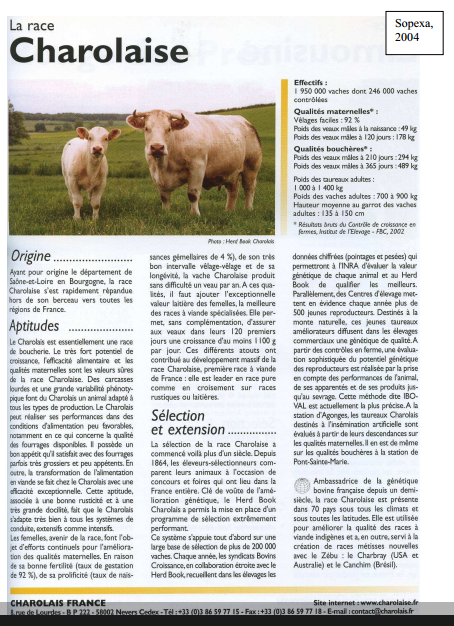 La race
Charolaise
Sopexa,
2004
Effectifs :
1 950 000 vaches dont 246 000 vaches
contrôlées
Qualités maternelles* :
Vêlages faciles : 92 %
Poids des veaux mâles à la naissance : 49 kg
Poids des veaux mâles à 120 jours : 178 kg
Qualités bouchères* :
Poids des veaux mâles à 210 jours : 294 kg
Poids des veaux mâles à 365 jours : 489 kg
Poids des taureaux adultes :
1 000 à 1 400 kg
Poids des vaches adultes : 700 à 900 kg
Hauteur moyenne au garrot des vaches
adultes : 135 à 150 cm
* Résultats bruts du Contrôle de croissance en
fermes, Institut de l'Elevage - FBC, 2002
Photo : Herd Book Charolais
Origine
Ayant pour origine le département de
Saône-et-Loire en Bourgogne, la race
Charolaise s'est rapidement répandue
hors de son berceau vers toutes les
régions de France.
Aptitudes
Le Charolais est essentiellement une race
de boucherie. Le très fort potentiel de
croissance, l'efficacité alimentaire et les
qualités maternelles sont les valeurs sûres
de la race Charolaise. Des carcasses
lourdes et une grande variabilité phénoty-
pique font du Charolais un animal adapté à
tous les types de production. Le Charolais
peut réaliser ses performances dans des
conditions d'alimentation peu favorables,
notamment en ce qui concerne la qualité
des fourrages disponibles. Il possède un
bon appétit qu'il satisfait avec des fourrages
parfois très grossiers et peu appétents. En
outre, la transformation de l'alimentation
en viande se fait chez le Charolais avec une
efficacité exceptionnelle. Cette aptitude,
associée à une bonne rusticité et à une
très grande docilité, fait que le Charolais
s'adapte très bien à tous les systèmes de
conduite, extensifs comme intensifs.
Les femelles, avenir de la race, font l'ob-
jet d'efforts continuels pour l'améliora-
tion des qualités maternelles. En raison
de sa bonne fertilité (taux de gestation
de 92 %), de sa prolificité (taux de nais-
sances gémellaires de 4 %), de son très
bon intervalle vêlage-vêlage et de sa
longévité, la vache Charolaise produit
sans difficulté un veau par an. A ces qua-
lités, il faut ajouter l'exceptionnelle
valeur laitière des femelles, la meilleure
des races à viande spécialisées. Elle per-
met, sans complémentation, d'assurer
aux veaux dans leurs 120 premiers
jours une croissance d'au moins 1100 g
par jour. Ces différents atouts ont
contribué au développement massif de la
race Charolaise, première race à viande
de France : elle est leader en race pure
comme en croisement sur races
rustiques ou laitières.
Sélection
et extension
La sélection de la race Charolaise a
commencé voilà plus d'un siècle. Depuis
1864, les éleveurs-sélectionneurs com-
parent leurs animaux à l'occasion de
concours et foires qui ont lieu dans la
France entière. Clé de voûte de l'amé-
lioration génétique, le Herd Book
Charolais a permis la mise en place d'un
programme de sélection extrêmement
performant.
Ce système s'appuie tout d'abord sur une
large base de sélection de plus de 200 000
vaches. Chaque année, les syndicats Bovins
Croissance, en collaboration étroite avec le
Herd Book, recueillent dans les élevages les
données chiffrées (pointages et pesées) qui
permettront à l'INRA d'évaluer la valeur
génétique de chaque animal et au Herd
Book de qualifier les meilleurs.
Parallèlement, des Centres d'élevage met-
tent en évidence chaque année plus de
500 jeunes reproducteurs. Destinés à la
monte naturelle, ces jeunes taureaux
améliorateurs diffusent dans les élevages
commerciaux une génétique de qualité. A
partir des contrôles en ferme, une évalua-
tion sophistiquée du potentiel génétique
des reproducteurs est réalisée par la prise
en compte des performances de l'animal,
de ses apparentés et de ses produits jus-
qu'au sevrage. Cette méthode dite IBO-
VAL est actuellement la plus précise. A la
station d'Agonges, les taureaux Charolais
destinés à l'insémination artificielle sont
évalués à partir de leurs descendances sur
les qualités maternelles. Il en est de même
sur les qualités bouchères à la station de
Pont-Sainte-Marie.
Ambassadrice de la génétique
bovine française depuis un demi-
siècle, la race Charolaise est présente
dans 70 pays sous tous les climats et
sous toutes les latitudes. Elle est utilisée
pour améliorer la qualité des races à
viande indigènes et a, en outre, servi à la
création de races métisses nouvelles
avec le Zébu : le Charbray (USA et
Australie) et le Canchim (Brésil).
CHAROLAIS FRANCE
Site internet : www.charolaise.fr
rue de Lourdes - B P 222 - 58002 Nevers Cedex - Tél : +33 (0)3 86 59 77 15 - Fax : +33 (0)3 86 59 77 18 - E-mail : contact@charolaise.fr